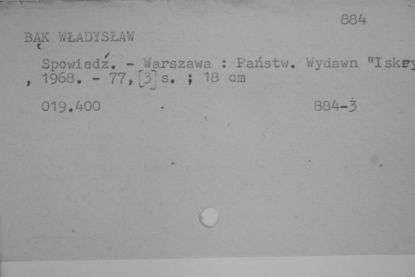 884
BĄK WŁADYSŁAW
Spowiedź. - Warszawa : Państw. Wydawn "Iskry
, 1968. - 77,[3]s. ; 18 cm
019.400 884-3